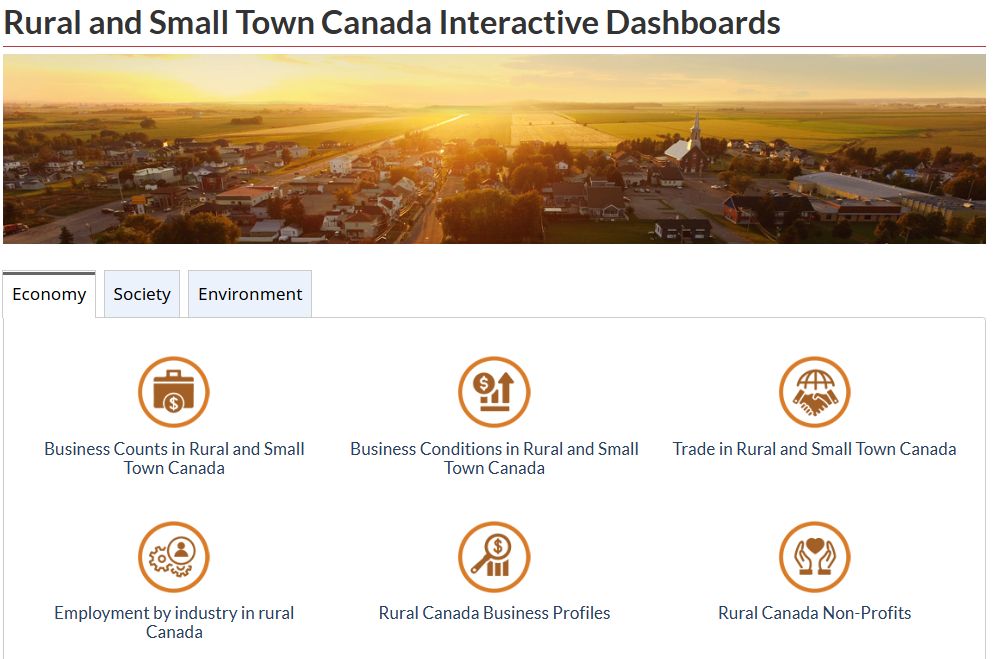 Rural and Small Town Canada Interactive Dashboards
Economy
Society
Environment
Business Counts in Rural and Small
Town Canada
Business Conditions in Rural and Small
Town Canada
Trade in Rural and Small Town Canada
Employment by industry in rural
Canada
Rural Canada Business Profiles
Rural Canada Non-Profits